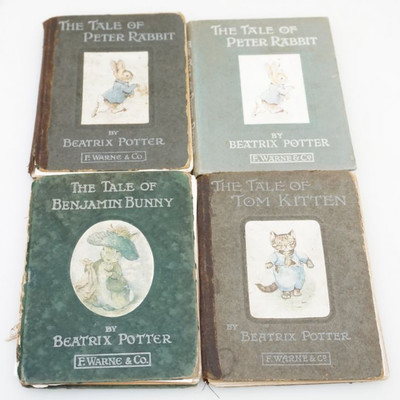 THE TALE OF
PETER RABBIT
BY
BEATRIX POTTER
F. WARNE & Co.
THE TALE OF
PETER RABBIT
BY
BEATRIX POTTER
F. WARNE & Co
THE TALE OF
BENJAMIN BUNNY
BY
BEATRIX POTTER
F. WARNE & Co.
THE TALE OF
TOM KITTEN
BY
BEATRIX POTTER
F. WARNE & Co